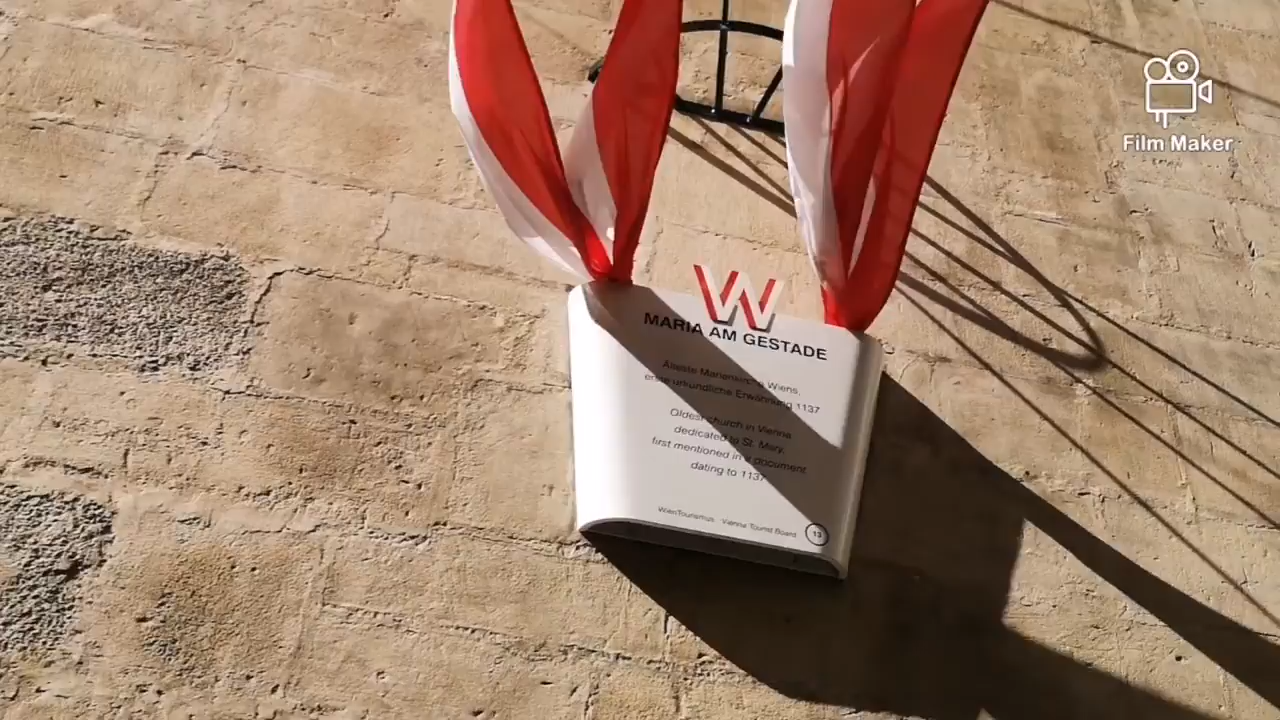 Film Maker
W
MARIA AM GESTADE
Älteste Marienkirche Wiens,
erste urkundliche Erwähnung 1137
Oldest church in Vienna
dedicated to St. Mary,
first mentioned in a document
dating to 1137
WienTourismus · Vienna Tourist Board
13